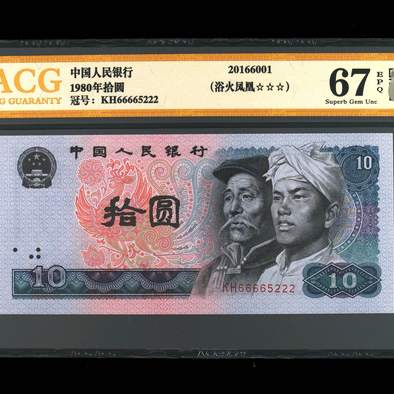 ACG
NG GUARANTY
中国人民银行
1980年拾圆
冠号: KH66665222
20166001
(浴火凤凰☆☆☆)
67 EPQ
Superb Gem Unc
中国人民银行
10
拾圆
KH66665222
10
10